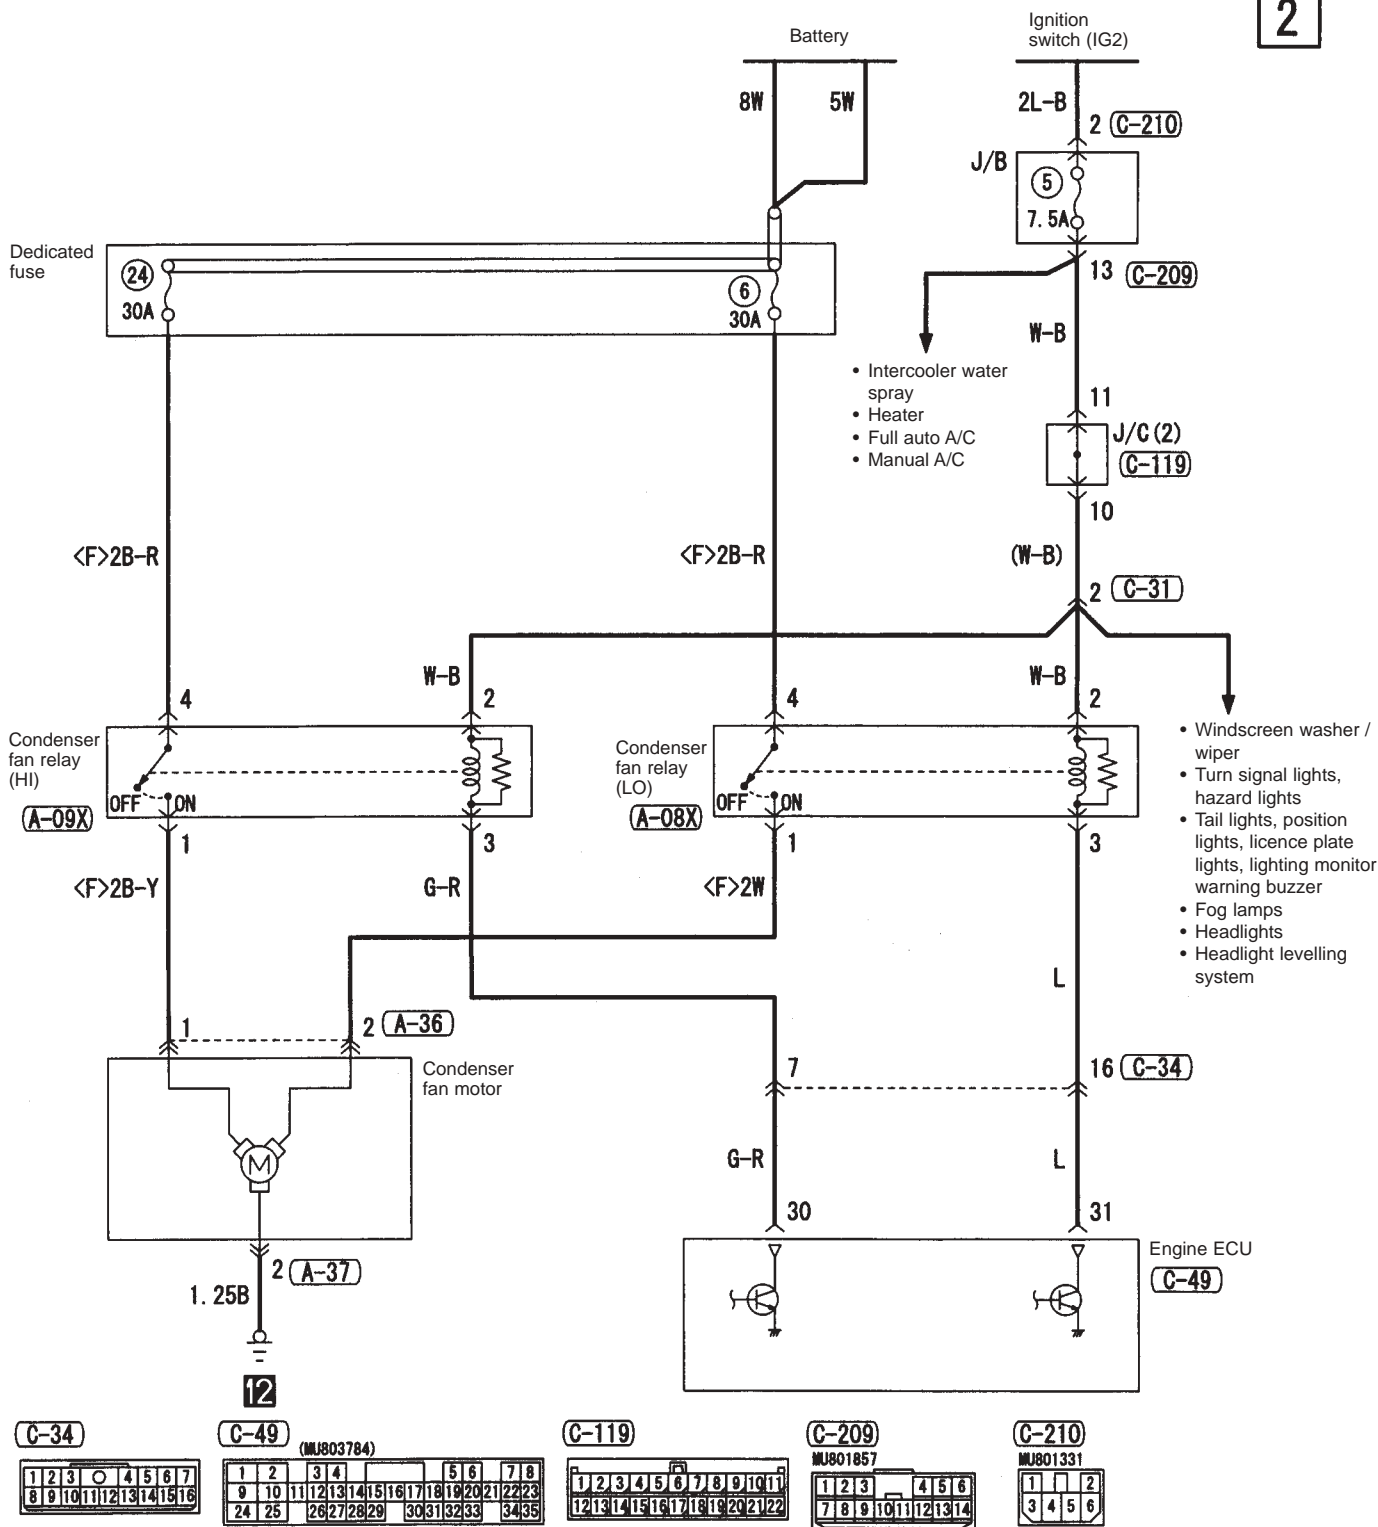 2
Battery
Ignition
switch (IG2)
8W
5W
2L-B
2 C-210
J/B
5
7.5A
Dedicated
fuse
24
30A
6
30A
13 C-209
W-B
• Intercooler water
spray
• Heater
• Full auto A/C
• Manual A/C
11
J/C(2)
C-119
10
<F>2B-R
<F>2B-R
(W-B)
2 C-31
W-B
W-B
4
2
4
2
Condenser
fan relay
(HI)
OFF
ON
A-09X
Condenser
fan relay
(LO)
OFF
ON
A-08X
• Windscreen washer /
wiper
• Turn signal lights,
hazard lights
• Tail lights, position
lights, licence plate
lights, lighting monitor
warning buzzer
• Fog lamps
• Headlights
• Headlight levelling
system
1
3
1
3
<F>2B-Y
G-R
<F>2W
L
1
2 A-36
Condenser
fan motor
M
7
16 C-34
G-R
L
30
31
Engine ECU
C-49
2 A-37
1.25B
12
C-34
1 2 3 4 5 6 7
8 9 10 11 12 13 14 15 16
C-49
(MU803784)
1 2 3 4 5 6 7 8
9 10 11 12 13 14 15 16 17 18 19 20 21 22 23
24 25 26 27 28 29 30 31 32 33 34 35
C-119
1 2 3 4 5 6 7 8 9 10 11
12 13 14 15 16 17 18 19 20 21 22
C-209
MU801857
1 2 3 4 5 6
7 8 9 10 11 12 13 14
C-210
MU801331
1 2
3 4 5 6